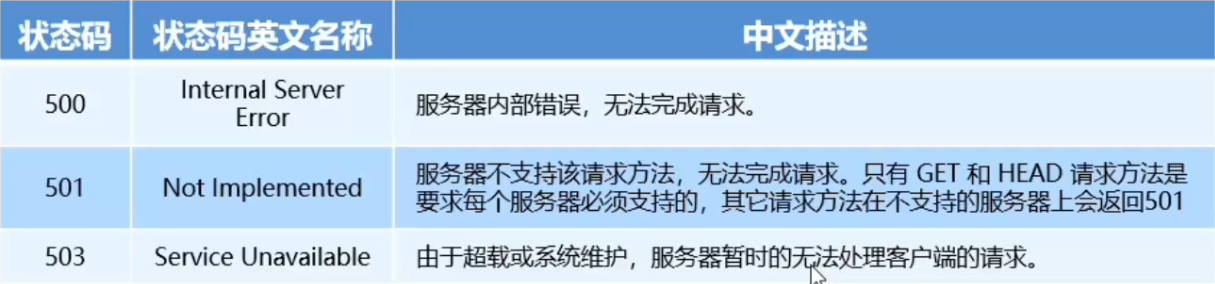 状态码 状态码英文名称 中文描述
500 Internal Server Error 服务器内部错误，无法完成请求。
501 Not Implemented 服务器不支持该请求方法，无法完成请求。只有 GET 和 HEAD 请求方法是
要求每个服务器必须支持的，其它请求方法在不支持的服务器上会返回501
503 Service Unavailable 由于超载或系统维护，服务器暂时的无法处理客户端的请求。